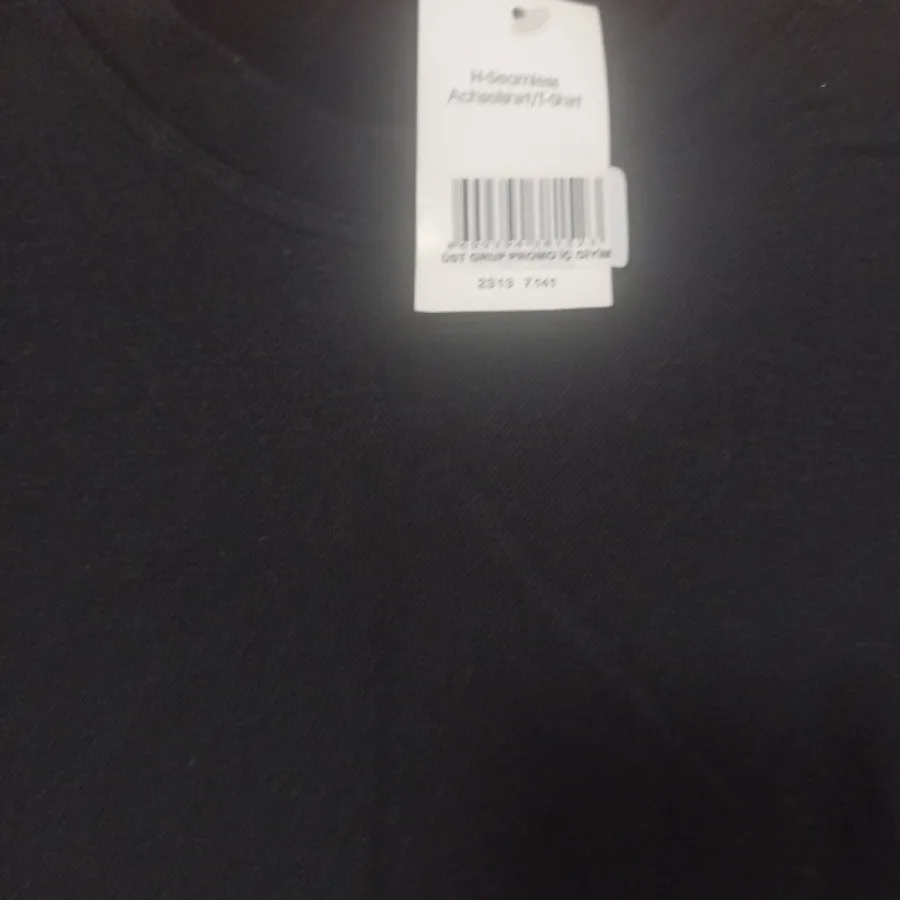 H-Seamless
Achselshirt/T-Shirt
ÜST GRUP PROMO İÇ GİYİM
2313 7141